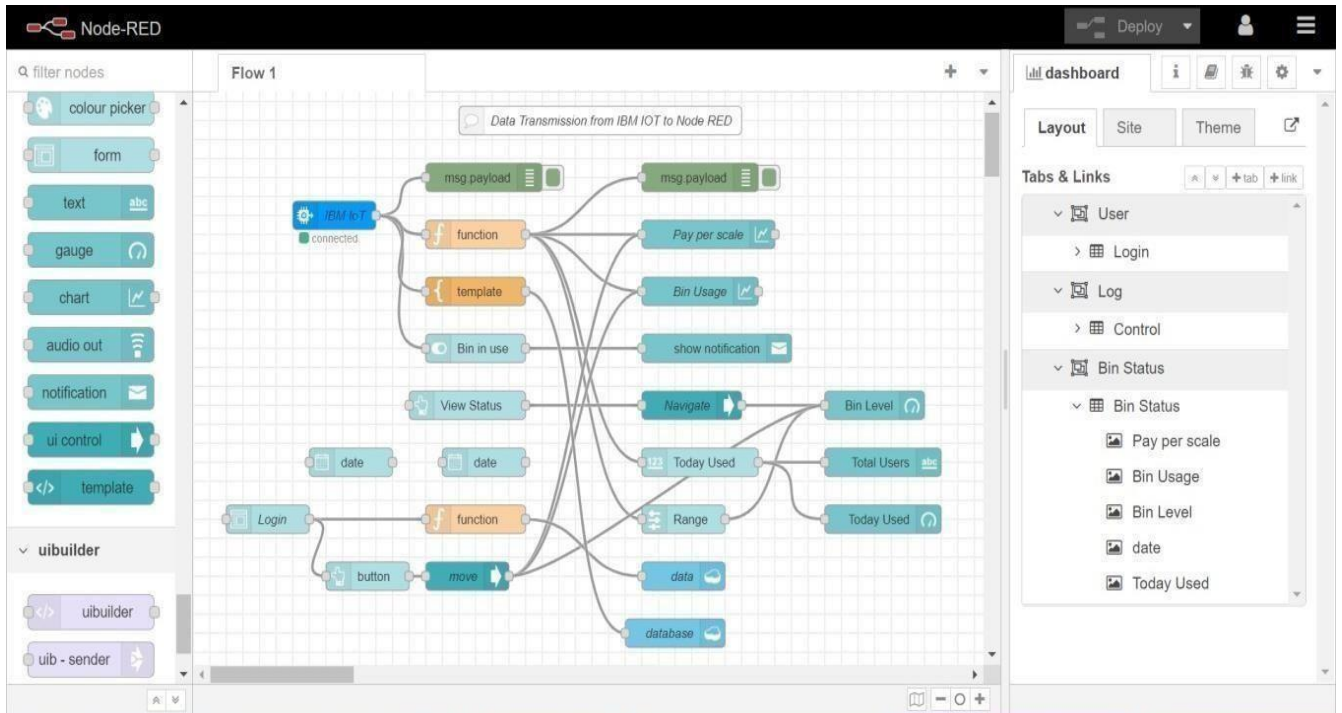 Node-RED
Deploy
filter nodes
colour picker
form
text
abc
gauge
chart
audio out
notification
ui control
template
uibuilder
uibuilder
uib - sender
Flow 1
Data Transmission from IBM IOT to Node RED
msg.payload
msg.payload
IBM IoT
connected
function
Pay per scale
template
Bin Usage
Bin in use
show notification
View Status
Navigate
Bin Level
date
date
123
Today Used
Total Users
abc
Login
function
Range
Today Used
button
move
data
database
dashboard
i
Layout
Site
Theme
Tabs & Links
+tab
+link
User
Login
Log
Control
Bin Status
Bin Status
Pay per scale
Bin Usage
Bin Level
date
Today Used